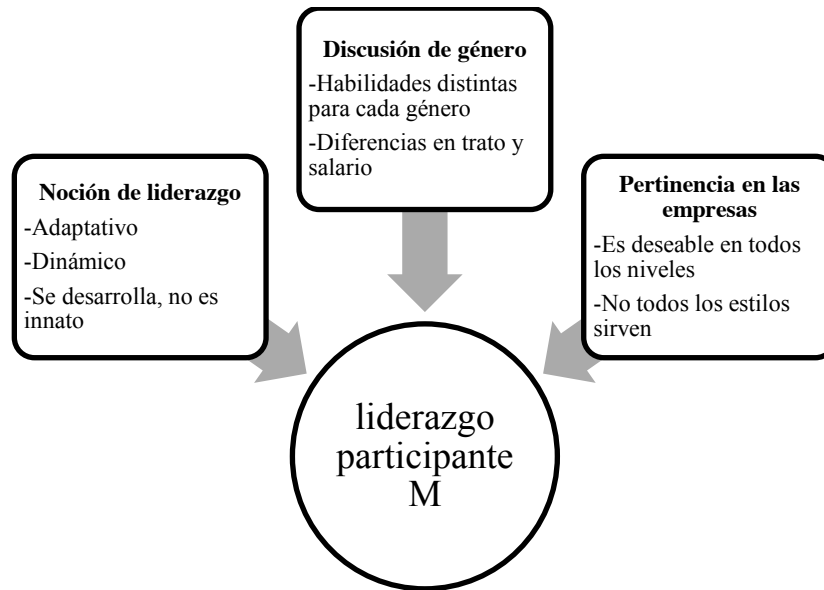 Discusión de género
-Habilidades distintas
para cada género
-Diferencias en trato y
salario
Noción de liderazgo
-Adaptativo
-Dinámico
-Se desarrolla, no es
innato
Pertinencia en las
empresas
-Es deseable en todos
los niveles
-No todos los estilos
sirven
liderazgo
participante
M